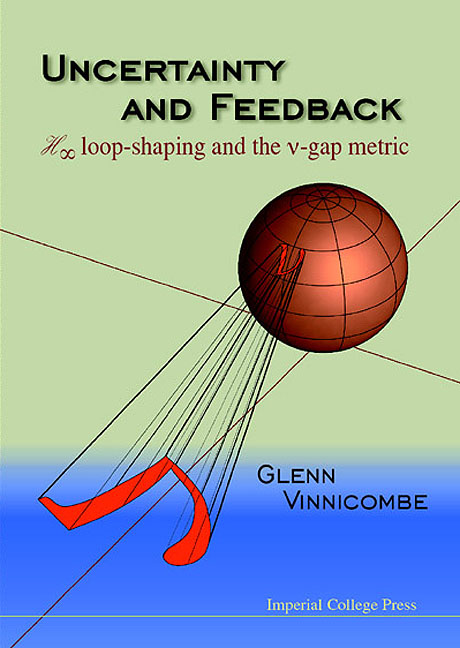 UNCERTAINTY
AND FEEDBACK
ℋ∞ loop-shaping and the ν-gap metric
GLENN
VINNICOMBE
Imperial College Press